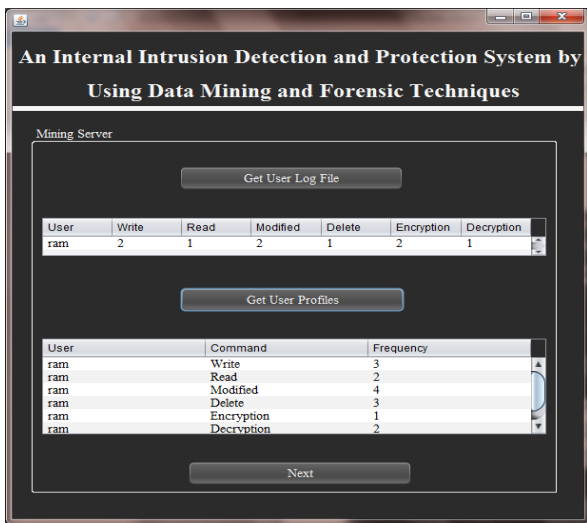 An Internal Intrusion Detection and Protection System by
Using Data Mining and Forensic Techniques
Mining Server
Get User Log File
User Write Read Modified Delete Encryption Decryption
ram 2 1 2 1 2 1
Get User Profiles
User Command Frequency
ram Write 3
ram Read 2
ram Modified 4
ram Delete 3
ram Encryption 1
ram Decryption 2
Next